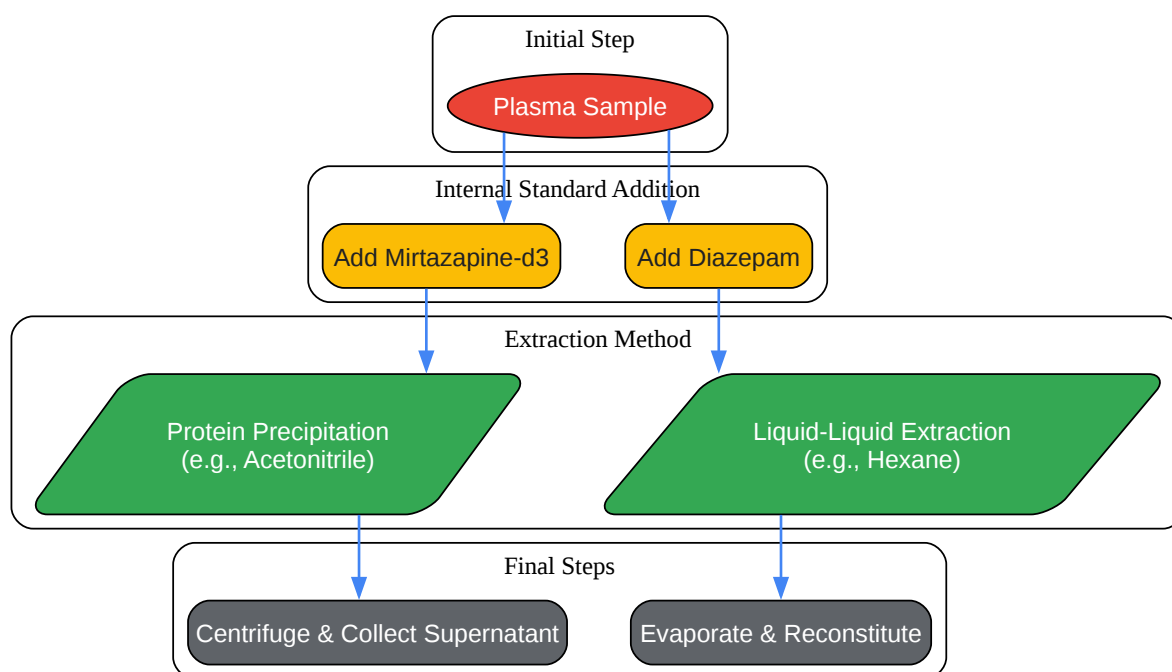 Initial Step
Plasma Sample
Internal Standard Addition
Add Mirtazapine-d3
Add Diazepam
Extraction Method
Protein Precipitation
(e.g., Acetonitrile)
Liquid-Liquid Extraction
(e.g., Hexane)
Final Steps
Centrifuge & Collect Supernatant
Evaporate & Reconstitute